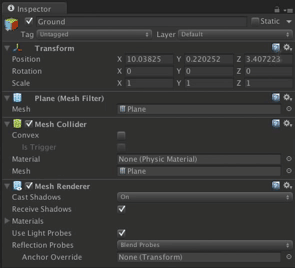 Inspector
Ground Static
Tag Untagged Layer Default
Transform
Position X 10.03825 Y 0.220252 Z 3.407223
Rotation X 0 Y 0 Z 0
Scale X 1 Y 1 Z 1
Plane (Mesh Filter)
Mesh Plane
Mesh Collider
Convex
Is Trigger
Material None (Physic Material)
Mesh Plane
Mesh Renderer
Cast Shadows On
Receive Shadows
Materials
Use Light Probes
Reflection Probes Blend Probes
Anchor Override None (Transform)